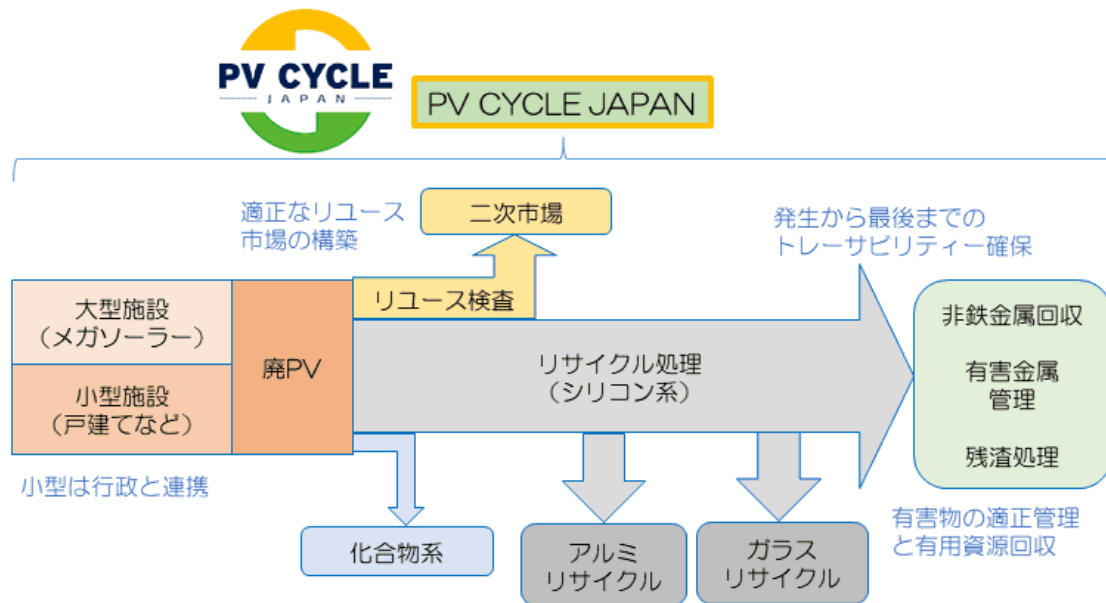 PV CYCLE
JAPAN
PV CYCLE JAPAN
適正なリユース
市場の構築
二次市場
発生から最後までの
トレーサビリティー確保
大型施設
（メガソーラー）
小型施設
（戸建てなど）
廃PV
リユース検査
リサイクル処理
（シリコン系）
非鉄金属回収
有害金属
管理
残渣処理
小型は行政と連携
化合物系
アルミ
リサイクル
ガラス
リサイクル
有害物の適正管理
と有用資源回収